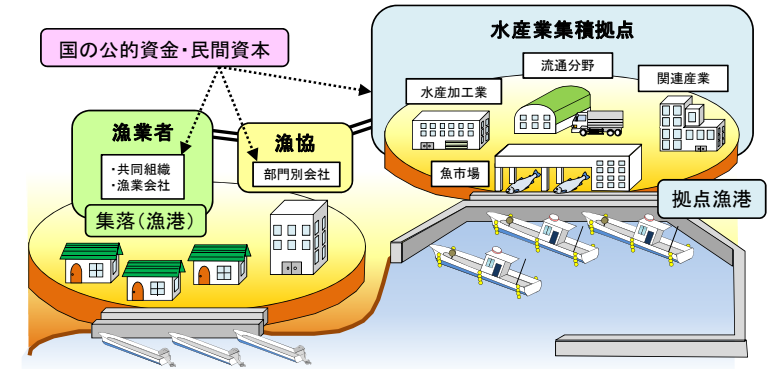 水産業集積拠点
国の公的資金・民間資本
流通分野
水産加工業
関連産業
漁業者
・共同組織
・漁業会社
漁協
部門別会社
魚市場
拠点漁港
集落（漁港）